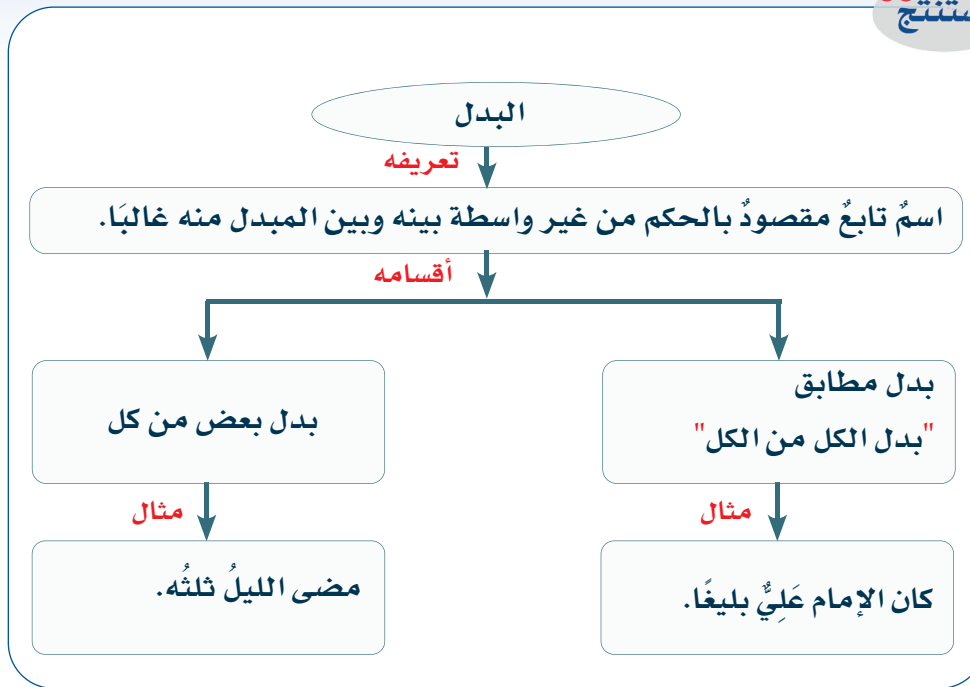 البدل
تعريفه
اسمٌ تابعٌ مقصودٌ بالحكم من غير واسطة بينه وبين المبدل منه غالبَا.
أقسامه
بدل مطابق
"بدل الكل من الكل"
مثال
كان الإمام عَلِيٌّ بليغًا.
بدل بعض من كل
مثال
مضى الليلُ ثلثُه.